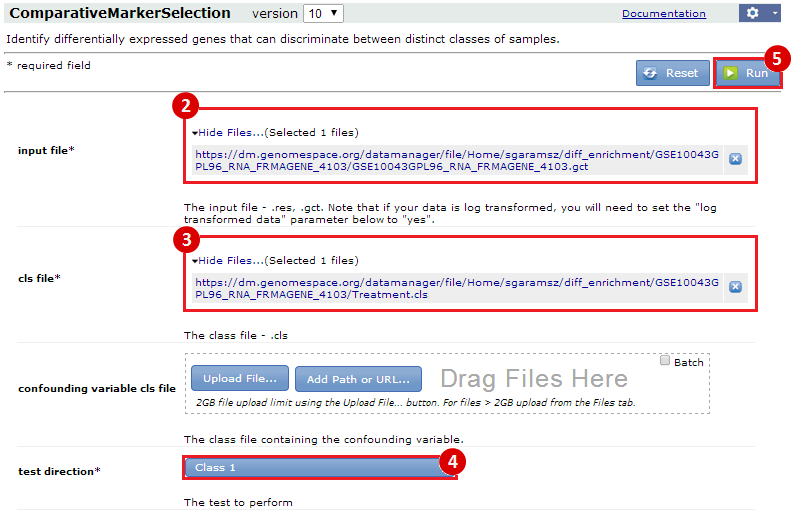 ComparativeMarkerSelection version 10 Documentation
Identify differentially expressed genes that can discriminate between distinct classes of samples.
* required field
Reset Run 5
2
Hide Files...(Selected 1 files)
input file*
https://dm.genomespace.org/datamanager/file/Home/sgaramsz/diff_enrichment/GSE10043G
PL96_RNA_FRMAGENE_4103/GSE10043GPL96_RNA_FRMAGENE_4103.gct
The input file - .res, .gct. Note that if your data is log transformed, you will need to set the "log
transformed data" parameter below to "yes".
3
Hide Files...(Selected 1 files)
cls file*
https://dm.genomespace.org/datamanager/file/Home/sgaramsz/diff_enrichment/GSE10043G
PL96_RNA_FRMAGENE_4103/Treatment.cls
The class file - .cls
Batch
confounding variable cls file
Upload File... Add Path or URL... Drag Files Here
2GB file upload limit using the Upload File... button. For files > 2GB upload from the Files tab.
The class file containing the confounding variable.
test direction*
Class 1 4
The test to perform